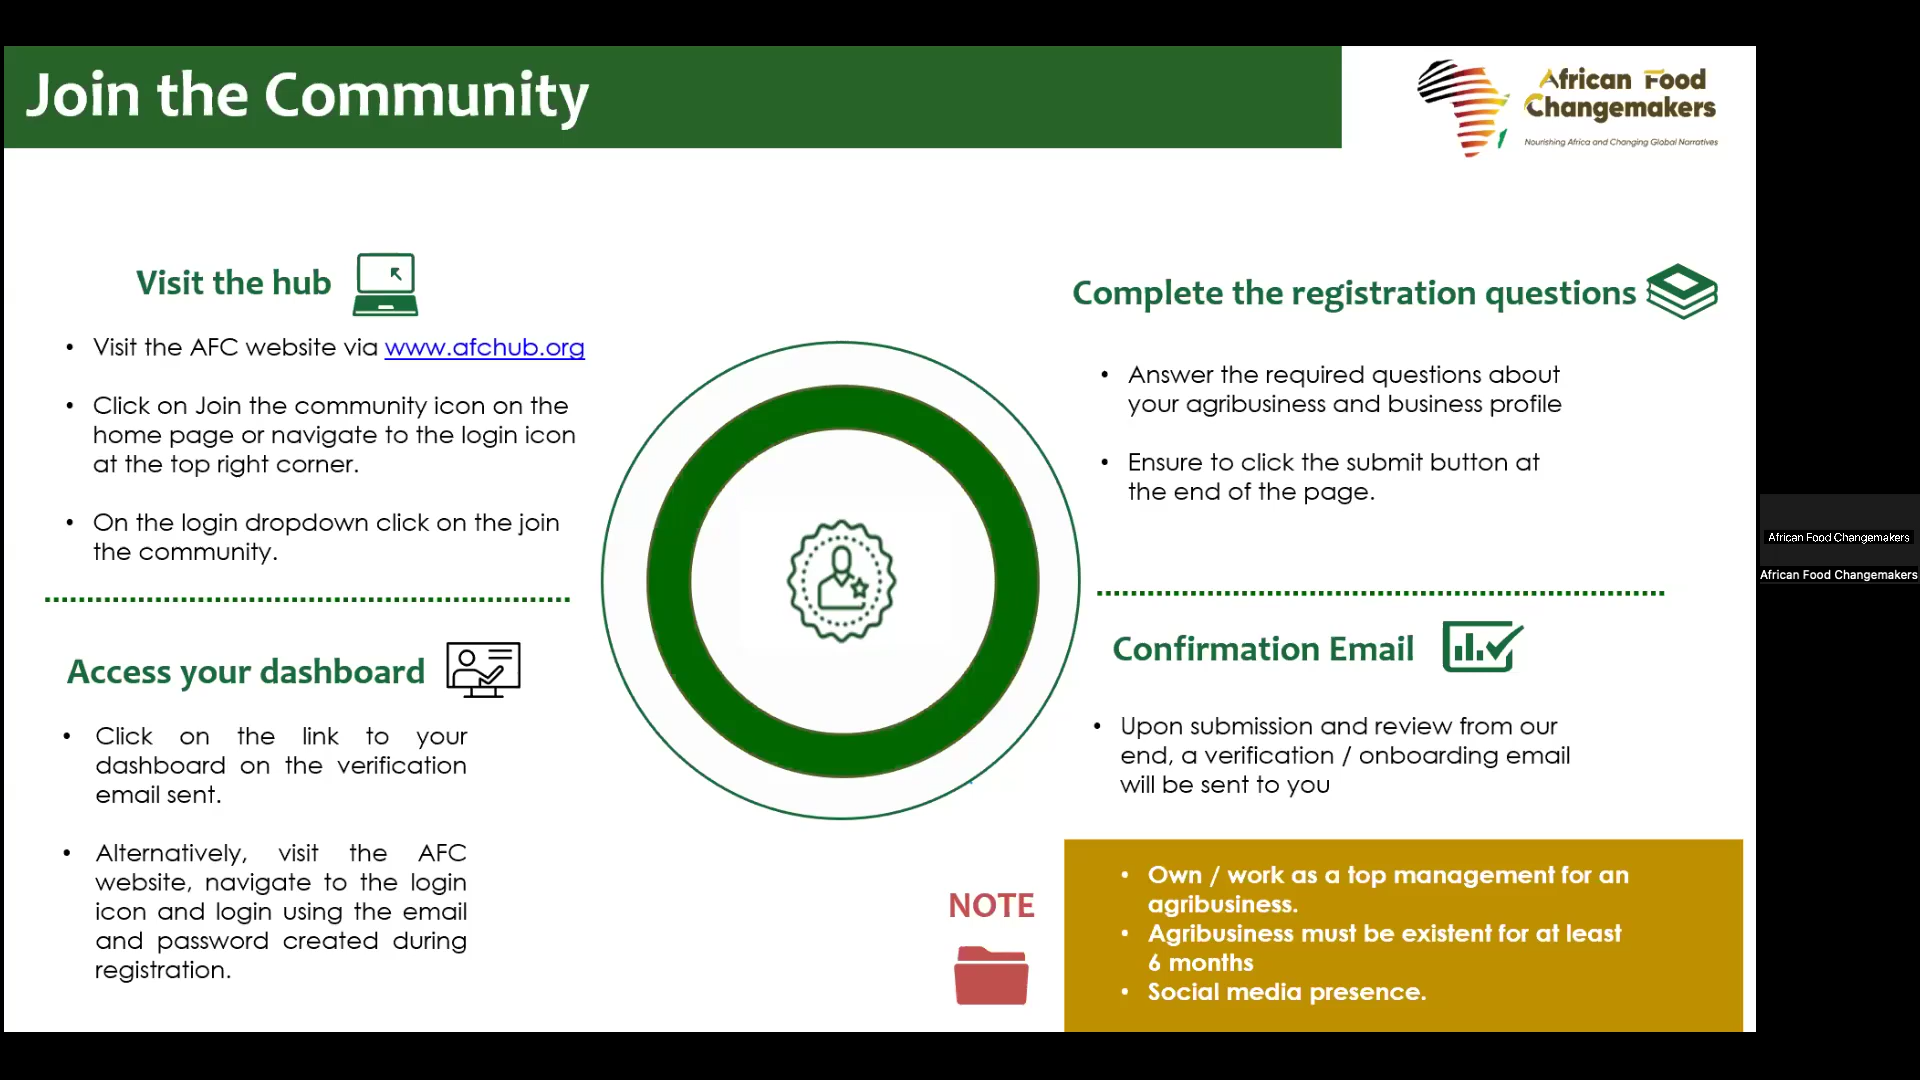 Join the Community
African Food
Changemakers
Nourishing Africa and Changing Global Narratives
Visit the hub
• Visit the AFC website via www.afchub.org
• Click on Join the community icon on the
home page or navigate to the login icon
at the top right corner.
• On the login dropdown click on the join
the community.
Complete the registration questions
• Answer the required questions about
your agribusiness and business profile
• Ensure to click the submit button at
the end of the page.
Access your dashboard
• Click on the link to your
dashboard on the verification
email sent.
• Alternatively, visit the AFC
website, navigate to the login
icon and login using the email
and password created during
registration.
Confirmation Email
• Upon submission and review from our
end, a verification / onboarding email
will be sent to you
NOTE
• Own / work as a top management for an
agribusiness.
• Agribusiness must be existent for at least
6 months
• Social media presence.
African Food Changemakers
African Food Changemakers